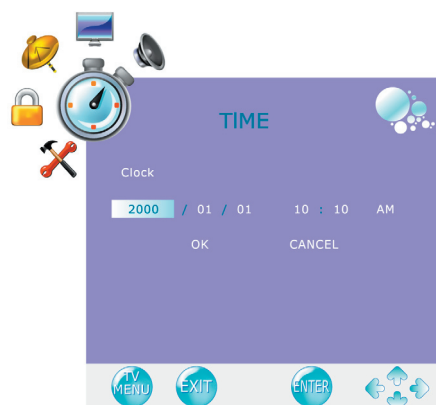 TIME
Clock
2000 / 01 / 01 10 : 10 AM
OK CANCEL
TV MENU EXIT ENTER